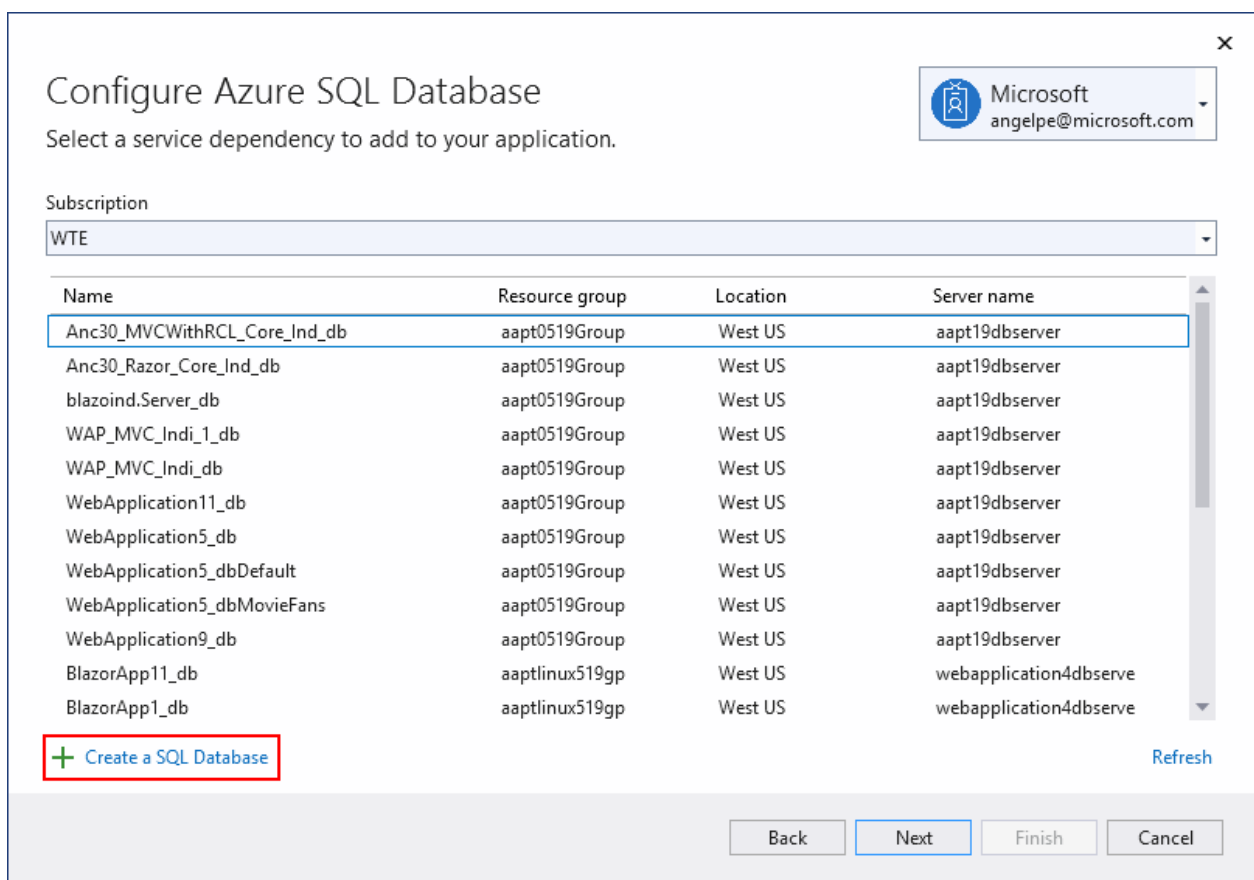 Configure Azure SQL Database
Select a service dependency to add to your application.
Microsoft
angelpe@microsoft.com
Subscription
WTE
Name Resource group Location Server name
Anc30_MVCWithRCL_Core_Ind_db aapt0519Group West US aapt19dbserver
Anc30_Razor_Core_Ind_db aapt0519Group West US aapt19dbserver
blazoind.Server_db aapt0519Group West US aapt19dbserver
WAP_MVC_Indi_1_db aapt0519Group West US aapt19dbserver
WAP_MVC_Indi_db aapt0519Group West US aapt19dbserver
WebApplication11_db aapt0519Group West US aapt19dbserver
WebApplication5_db aapt0519Group West US aapt19dbserver
WebApplication5_dbDefault aapt0519Group West US aapt19dbserver
WebApplication5_dbMovieFans aapt0519Group West US aapt19dbserver
WebApplication9_db aapt0519Group West US aapt19dbserver
BlazorApp11_db aaptlinux519gp West US webapplication4dbserve
BlazorApp1_db aaptlinux519gp West US webapplication4dbserve
Create a SQL Database Refresh
Back Next Finish Cancel